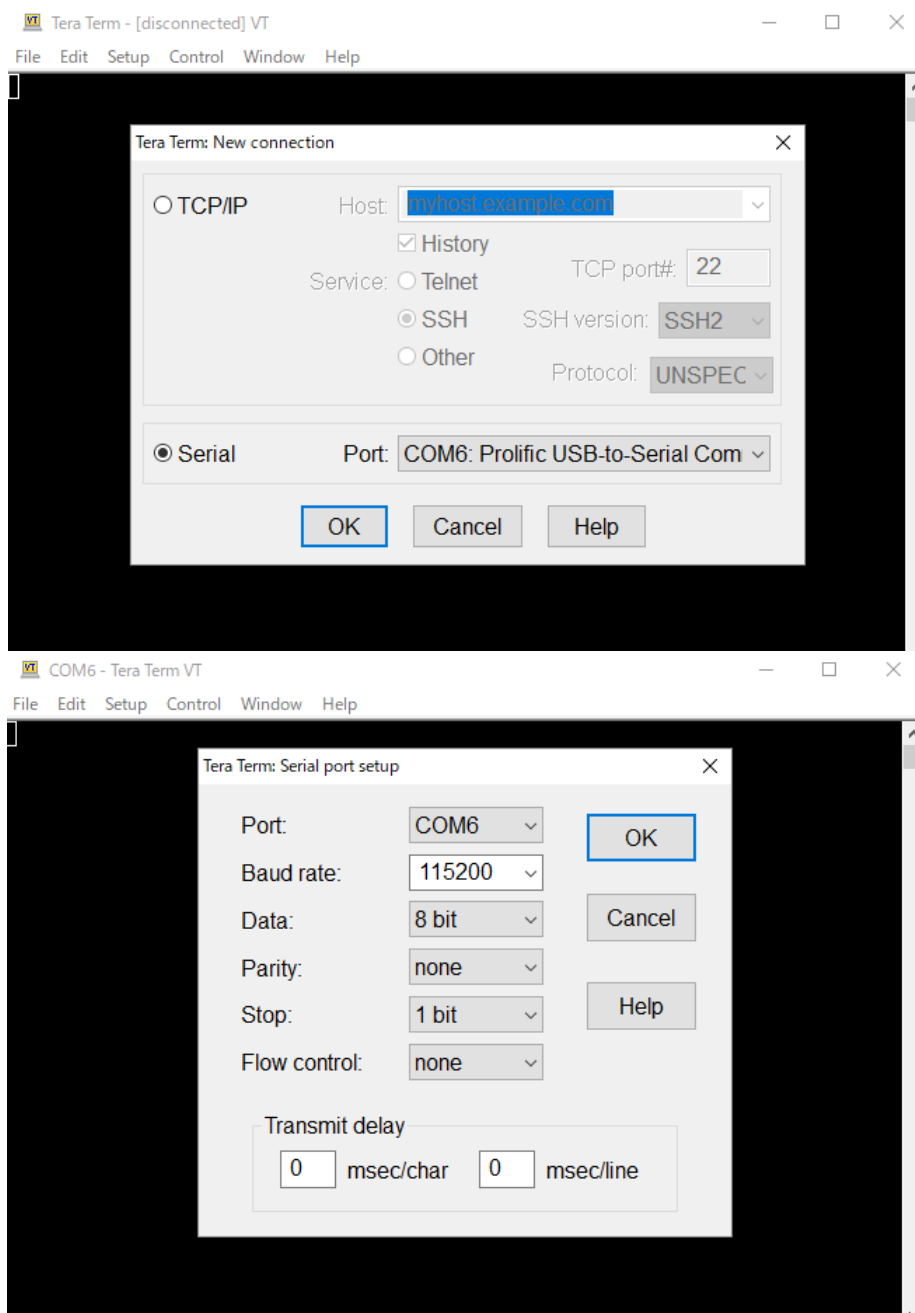 Tera Term - [disconnected] VT
File Edit Setup Control Window Help
Tera Term: New connection
TCP/IP Host: myhost.example.com
History
Service: Telnet TCP port#: 22
SSH SSH version: SSH2
Other Protocol: UNSPEC
Serial Port: COM6: Prolific USB-to-Serial Com
OK Cancel Help
COM6 - Tera Term VT
File Edit Setup Control Window Help
Tera Term: Serial port setup
Port: COM6 OK
Baud rate: 115200
Data: 8 bit Cancel
Parity: none
Stop: 1 bit Help
Flow control: none
Transmit delay
0 msec/char 0 msec/line